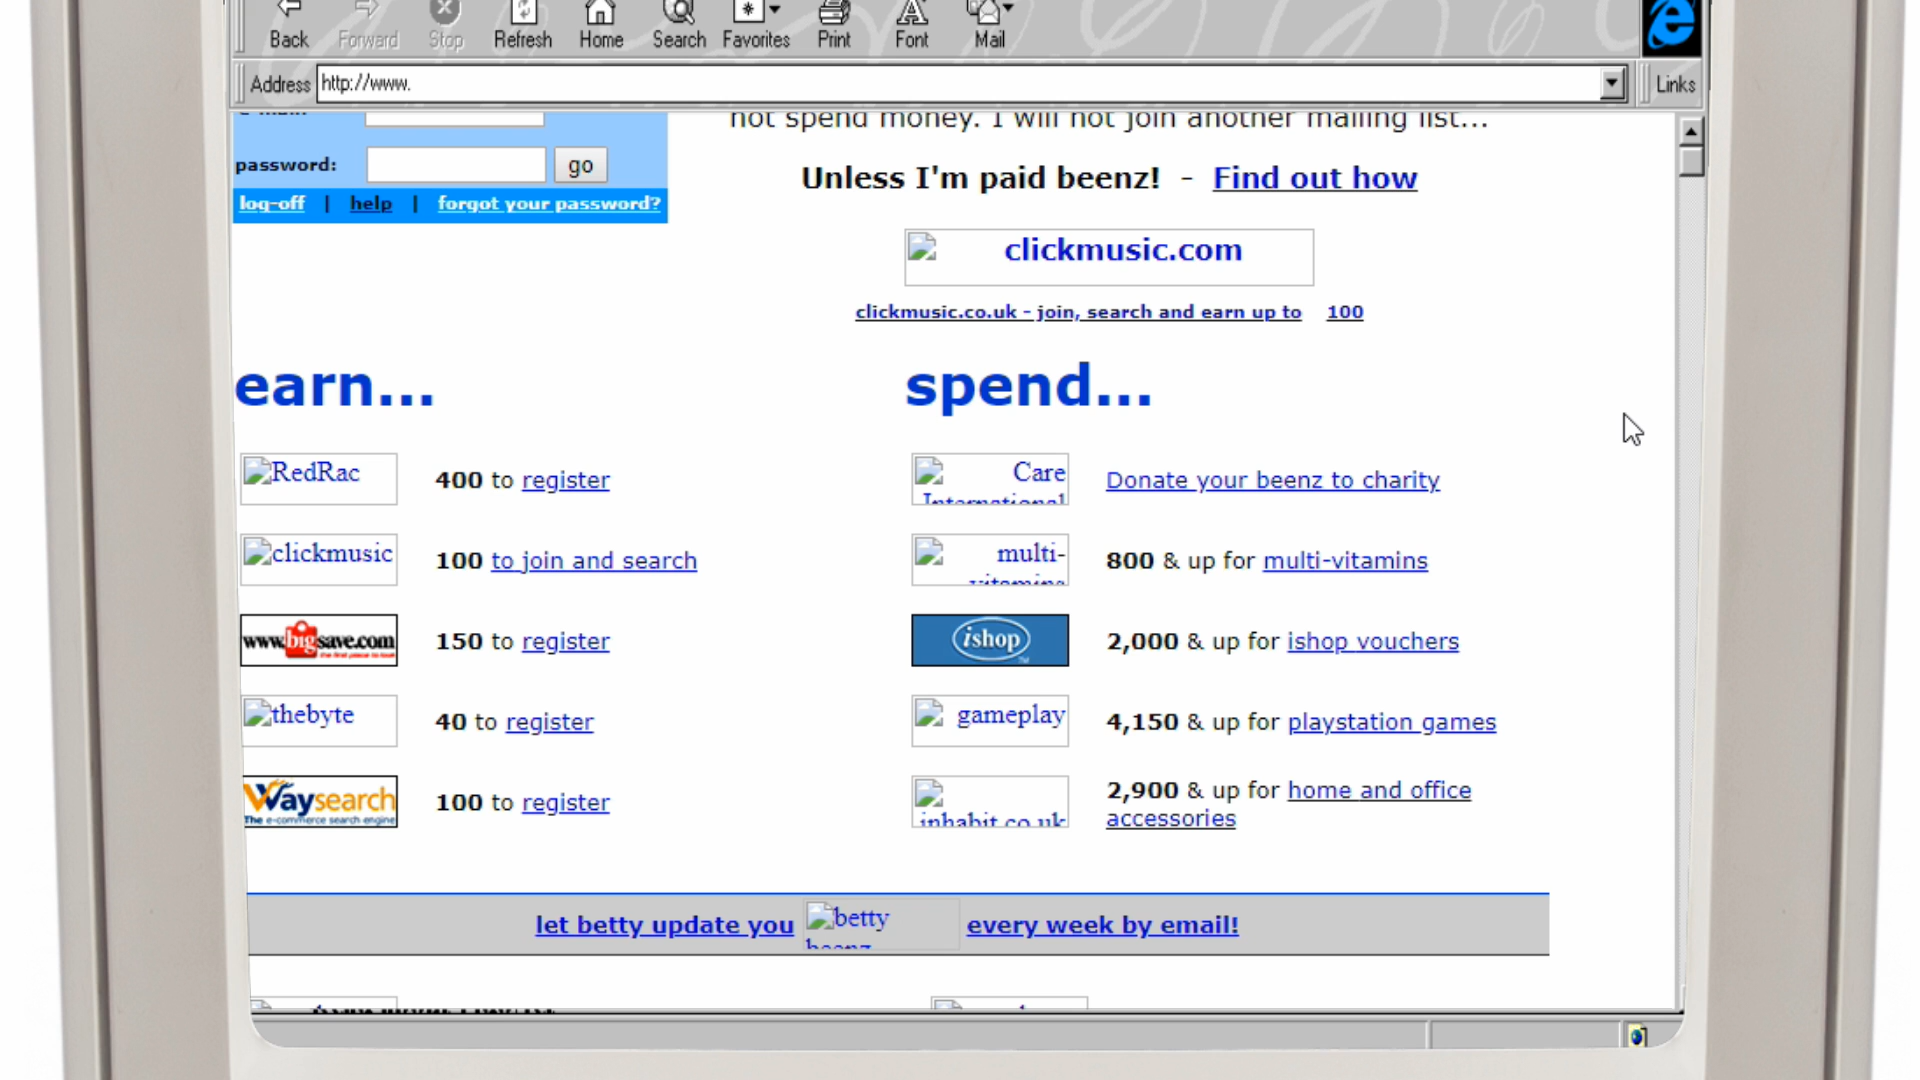 Back Forward Stop Refresh Home Search Favorites Print Font Mail
Address http://www. Links
not spend money. I will not join another mailing list...
password: go
Unless I'm paid beenz! - Find out how
log-off | help | forgot your password?
clickmusic.com
clickmusic.co.uk - join, search and earn up to 100
earn...
spend...
RedRac 400 to register
Care International Donate your beenz to charity
clickmusic 100 to join and search
multi-vitamins 800 & up for multi-vitamins
www.bigsave.com
the first place to look
150 to register
ishop TM 2,000 & up for ishop vouchers
thebyte 40 to register
gameplay 4,150 & up for playstation games
Waysearch
The e-commerce search engine
100 to register
inhabit.co.uk 2,900 & up for home and office
accessories
let betty update you betty beenz every week by email!